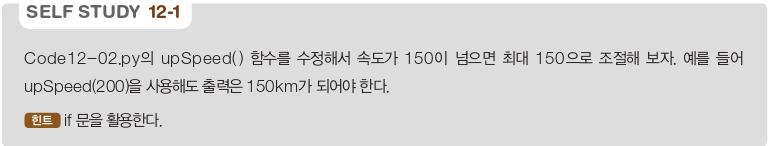 SELF STUDY 12-1
Code12-02.py의 upSpeed() 함수를 수정해서 속도가 150이 넘으면 최대 150으로 조절해 보자. 예를 들어
upSpeed(200)을 사용해도 출력은 150km가 되어야 한다.
힌트 if 문을 활용한다.